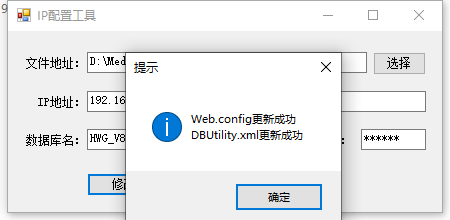 IP配置工具
文件地址： D:\Med 选择
提示
IP地址： 192.16
Web.config更新成功
DBUtility.xml更新成功
数据库名： HWG_V8 ： ******
确定